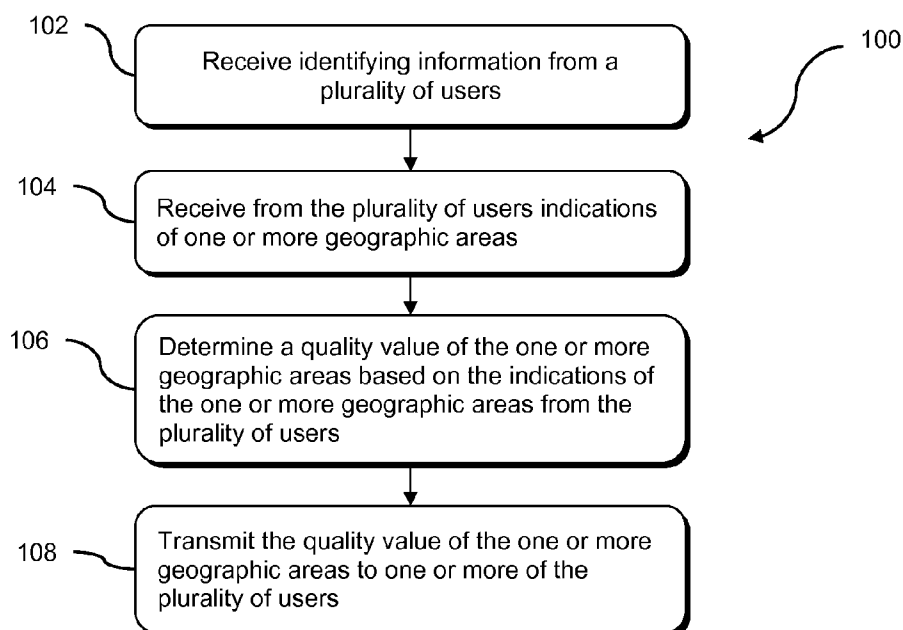 102
Receive identifying information from a
plurality of users
100
104
Receive from the plurality of users indications
of one or more geographic areas
106
Determine a quality value of the one or more
geographic areas based on the indications of
the one or more geographic areas from the
plurality of users
108
Transmit the quality value of the one or more
geographic areas to one or more of the
plurality of users